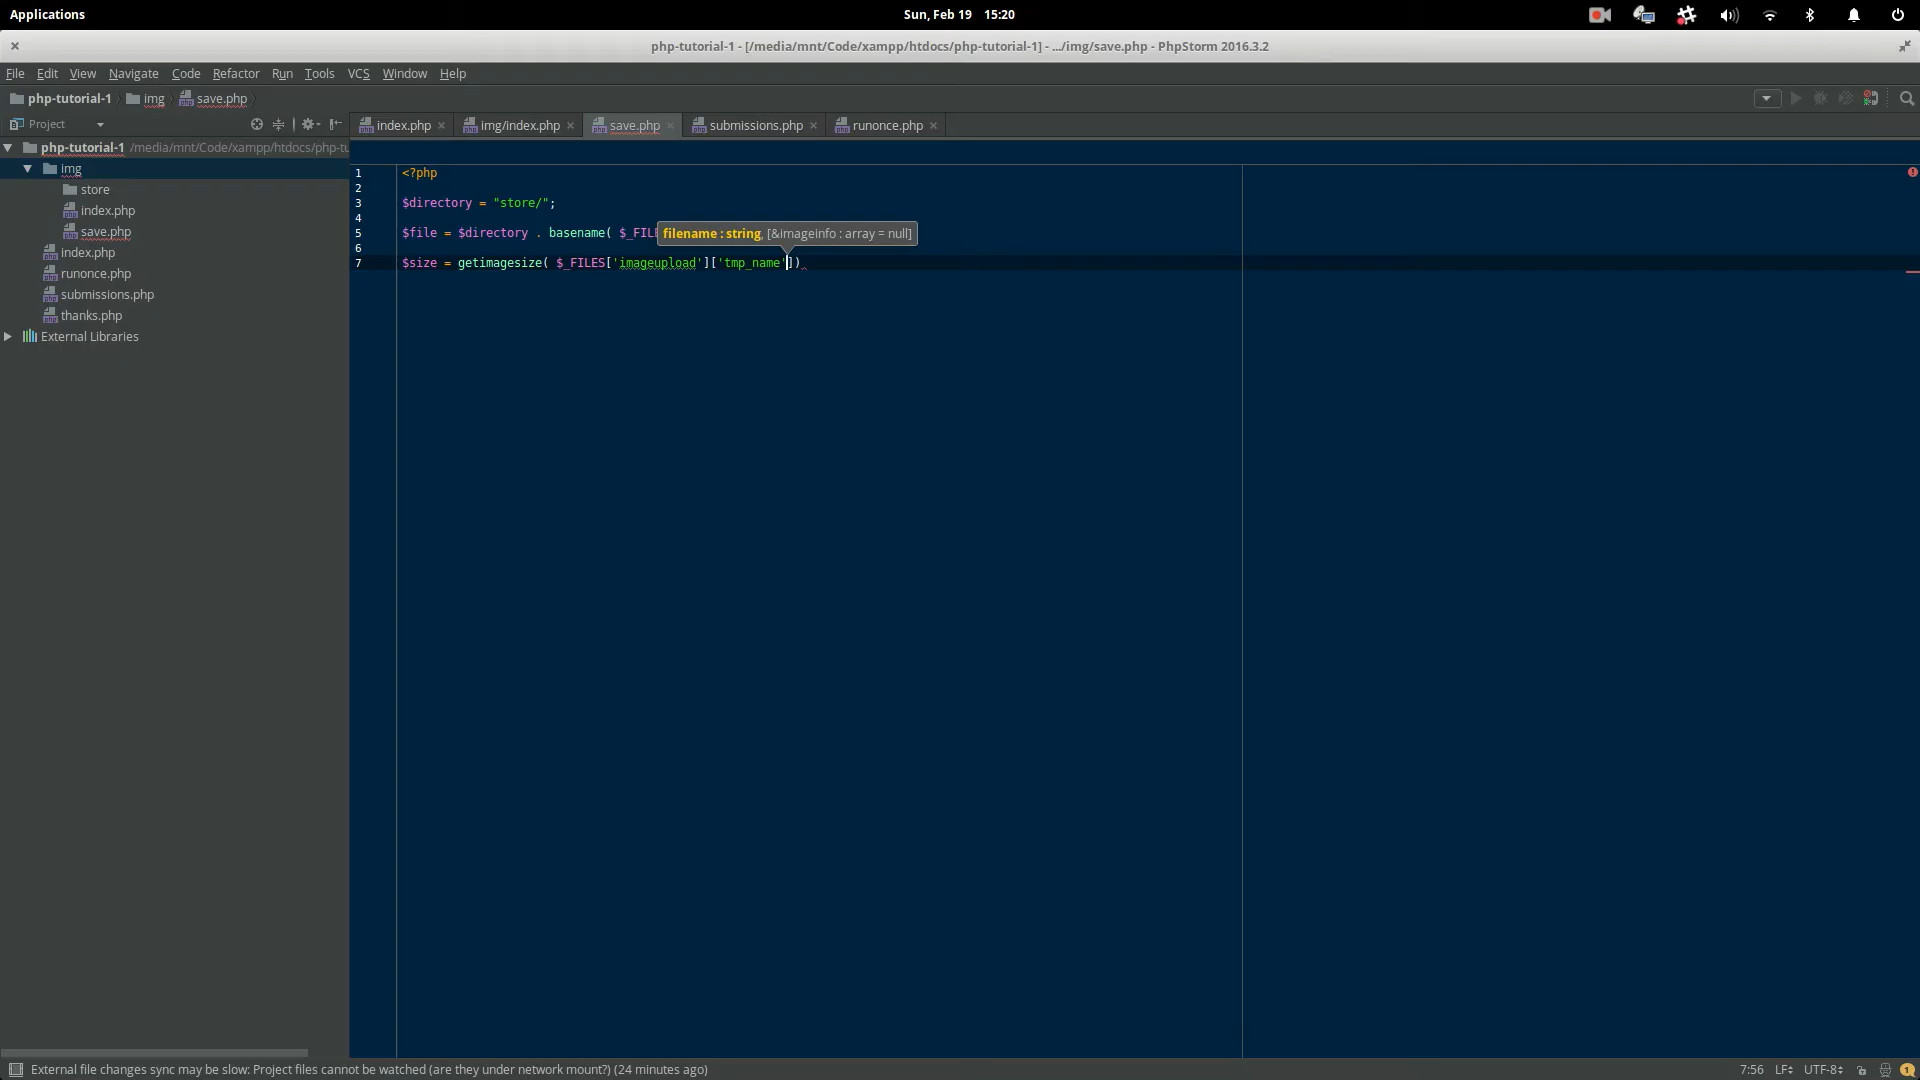 Applications
Sun, Feb 19 15:20
php-tutorial-1 - [/media/mnt/Code/xampp/htdocs/php-tutorial-1] - .../img/save.php - PhpStorm 2016.3.2
File Edit View Navigate Code Refactor Run Tools VCS Window Help
php-tutorial-1 img save.php
Project
index.php img/index.php save.php submissions.php runonce.php
php-tutorial-1 /media/mnt/Code/xampp/htdocs/php-tu
img
store
index.php
save.php
index.php
runonce.php
submissions.php
thanks.php
External Libraries
1 <?php
2
3 $directory = "store/";
4
5 $file = $directory . basename( $_FIL
filename : string, [&imageinfo : array = null]
6
7 $size = getimagesize( $_FILES['imageupload']['tmp_name'])
External file changes sync may be slow: Project files cannot be watched (are they under network mount?) (24 minutes ago)
7:56 LF UTF-8 1